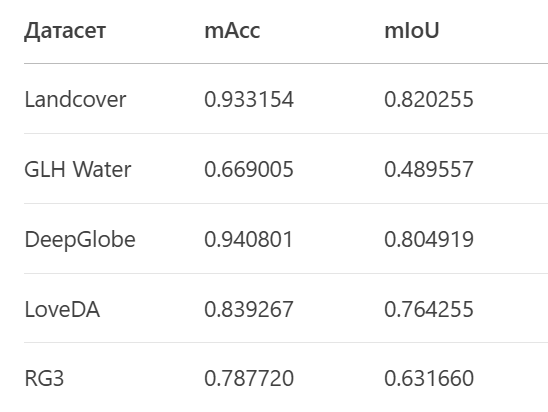 Датасет mAcc mIoU
Landcover 0.933154 0.820255
GLH Water 0.669005 0.489557
DeepGlobe 0.940801 0.804919
LoveDA 0.839267 0.764255
RG3 0.787720 0.631660